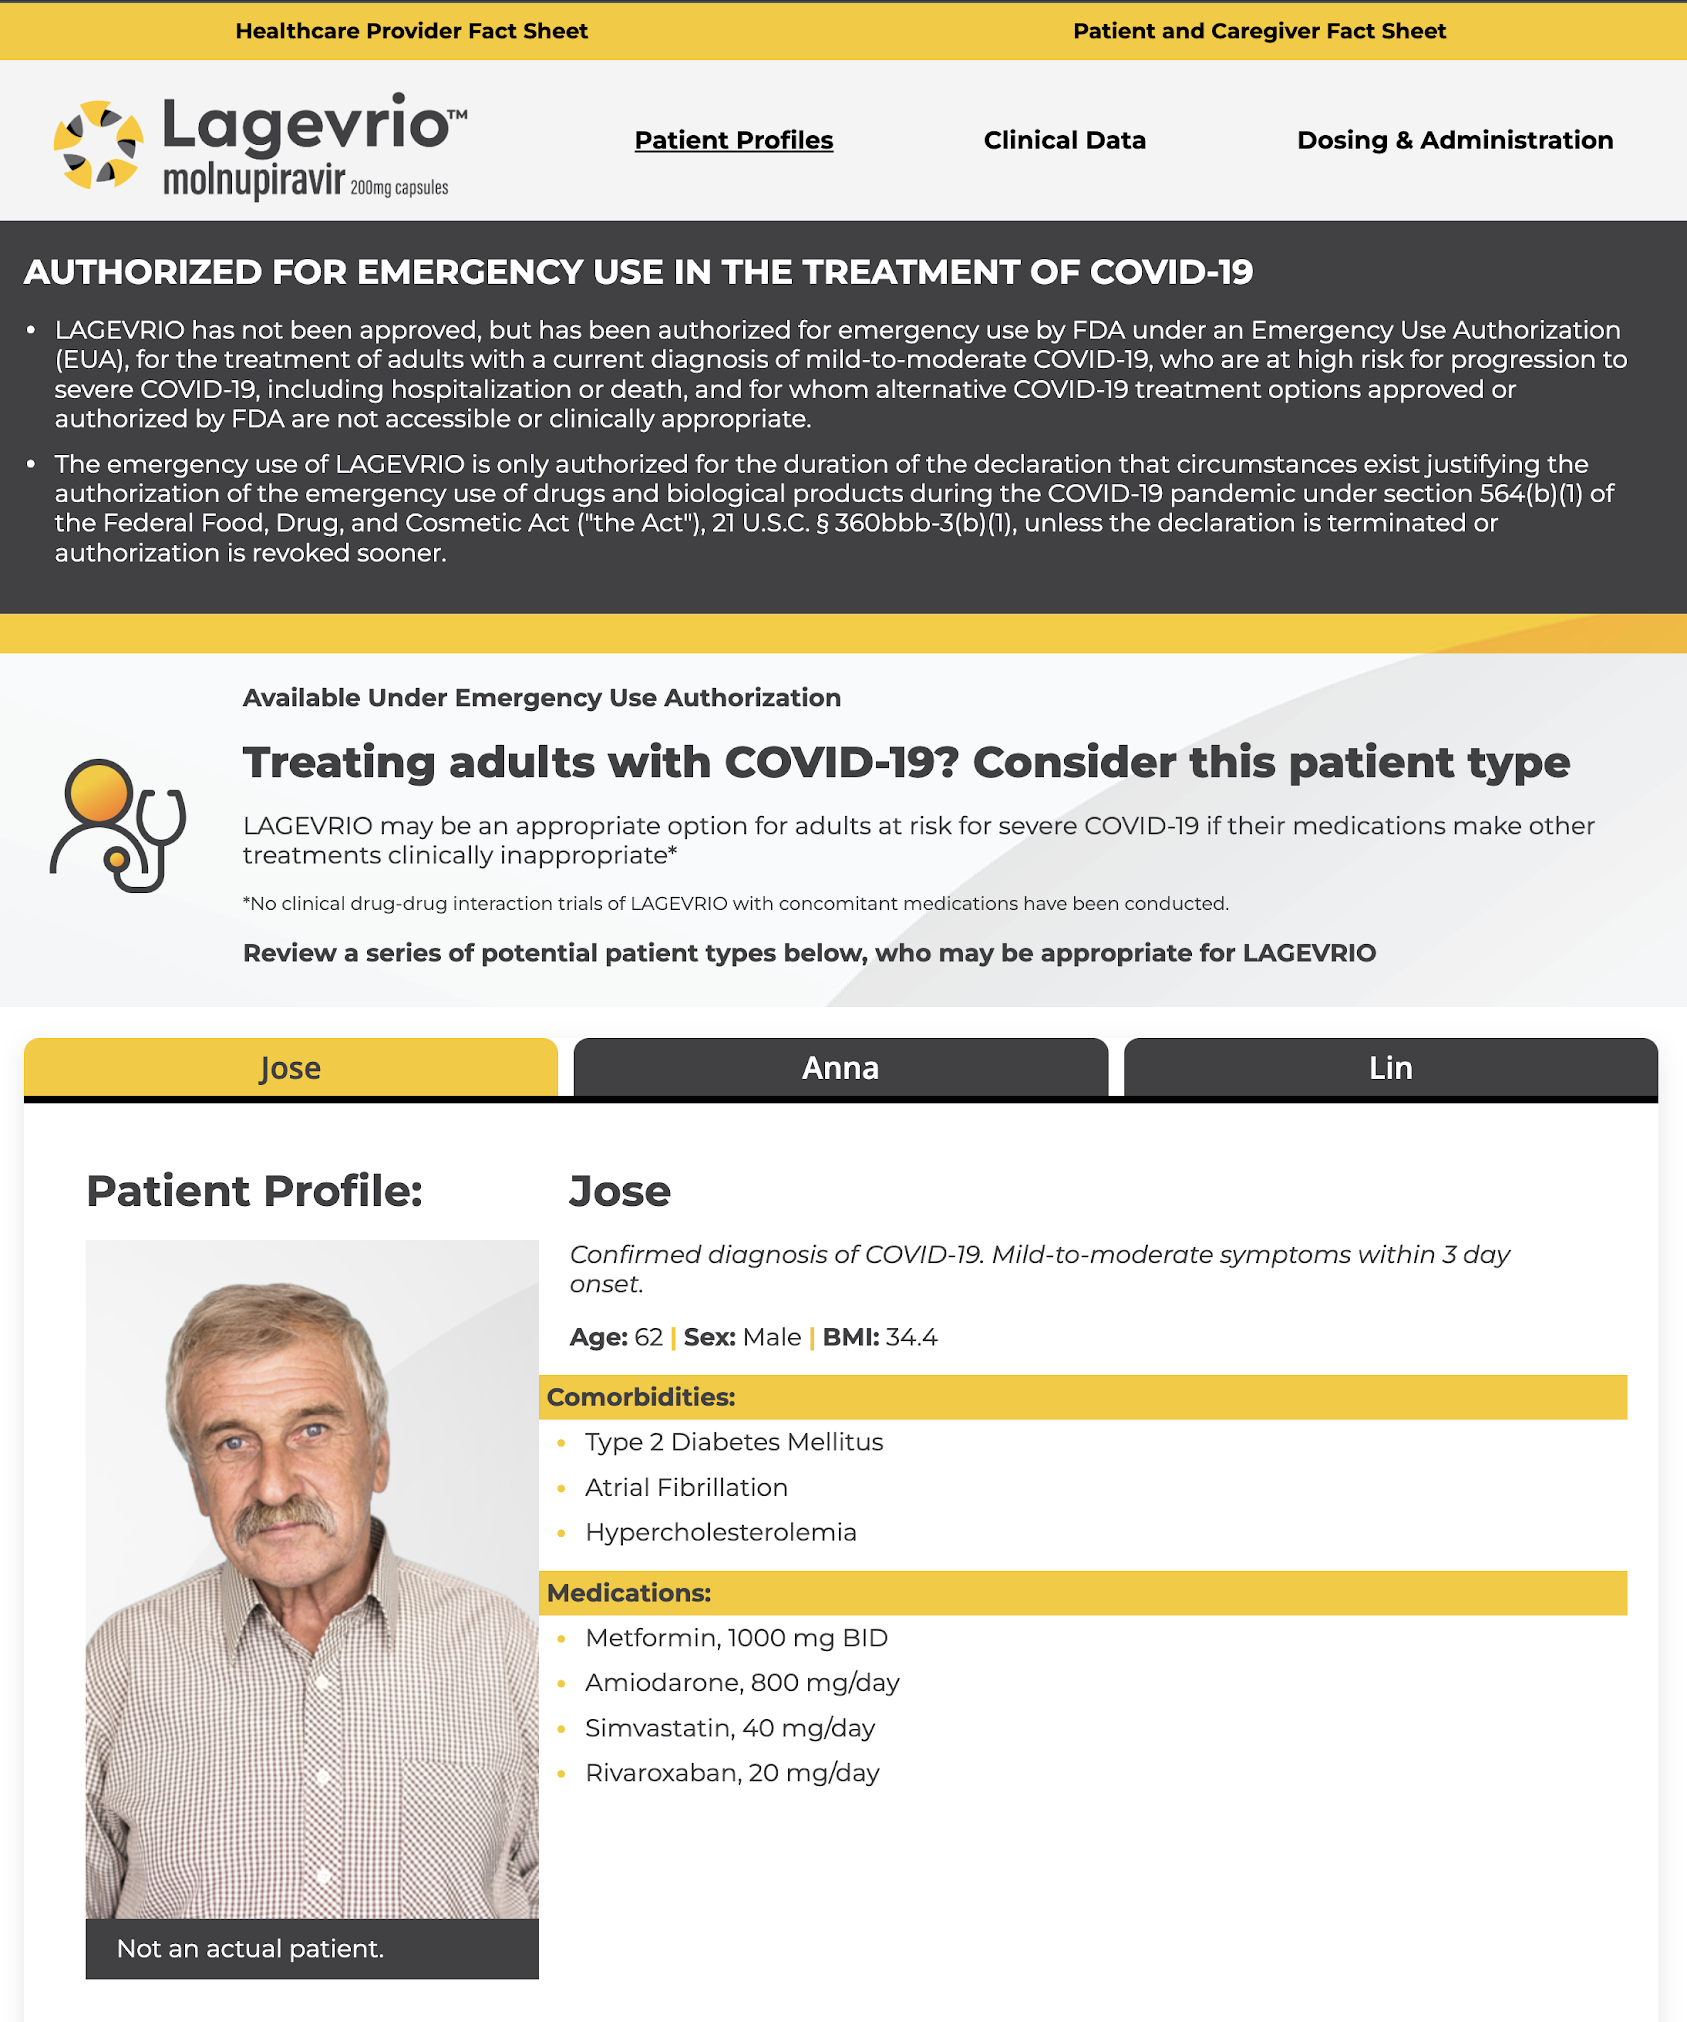 Healthcare Provider Fact Sheet
Patient and Caregiver Fact Sheet
Lagevrio™
molnupiravir 200mg capsules
Patient Profiles
Clinical Data
Dosing & Administration
AUTHORIZED FOR EMERGENCY USE IN THE TREATMENT OF COVID-19
• LAGEVRIO has not been approved, but has been authorized for emergency use by FDA under an Emergency Use Authorization
(EUA), for the treatment of adults with a current diagnosis of mild-to-moderate COVID-19, who are at high risk for progression to
severe COVID-19, including hospitalization or death, and for whom alternative COVID-19 treatment options approved or
authorized by FDA are not accessible or clinically appropriate.
• The emergency use of LAGEVRIO is only authorized for the duration of the declaration that circumstances exist justifying the
authorization of the emergency use of drugs and biological products during the COVID-19 pandemic under section 564(b)(1) of
the Federal Food, Drug, and Cosmetic Act ("the Act"), 21 U.S.C. § 360bbb-3(b)(1), unless the declaration is terminated or
authorization is revoked sooner.
Available Under Emergency Use Authorization
Treating adults with COVID-19? Consider this patient type
LAGEVRIO may be an appropriate option for adults at risk for severe COVID-19 if their medications make other
treatments clinically inappropriate*
*No clinical drug-drug interaction trials of LAGEVRIO with concomitant medications have been conducted.
Review a series of potential patient types below, who may be appropriate for LAGEVRIO
Jose
Anna
Lin
Patient Profile:
Not an actual patient.
Jose
Confirmed diagnosis of COVID-19. Mild-to-moderate symptoms within 3 day
onset.
Age: 62 | Sex: Male | BMI: 34.4
Comorbidities:
• Type 2 Diabetes Mellitus
• Atrial Fibrillation
• Hypercholesterolemia
Medications:
• Metformin, 1000 mg BID
• Amiodarone, 800 mg/day
• Simvastatin, 40 mg/day
• Rivaroxaban, 20 mg/day